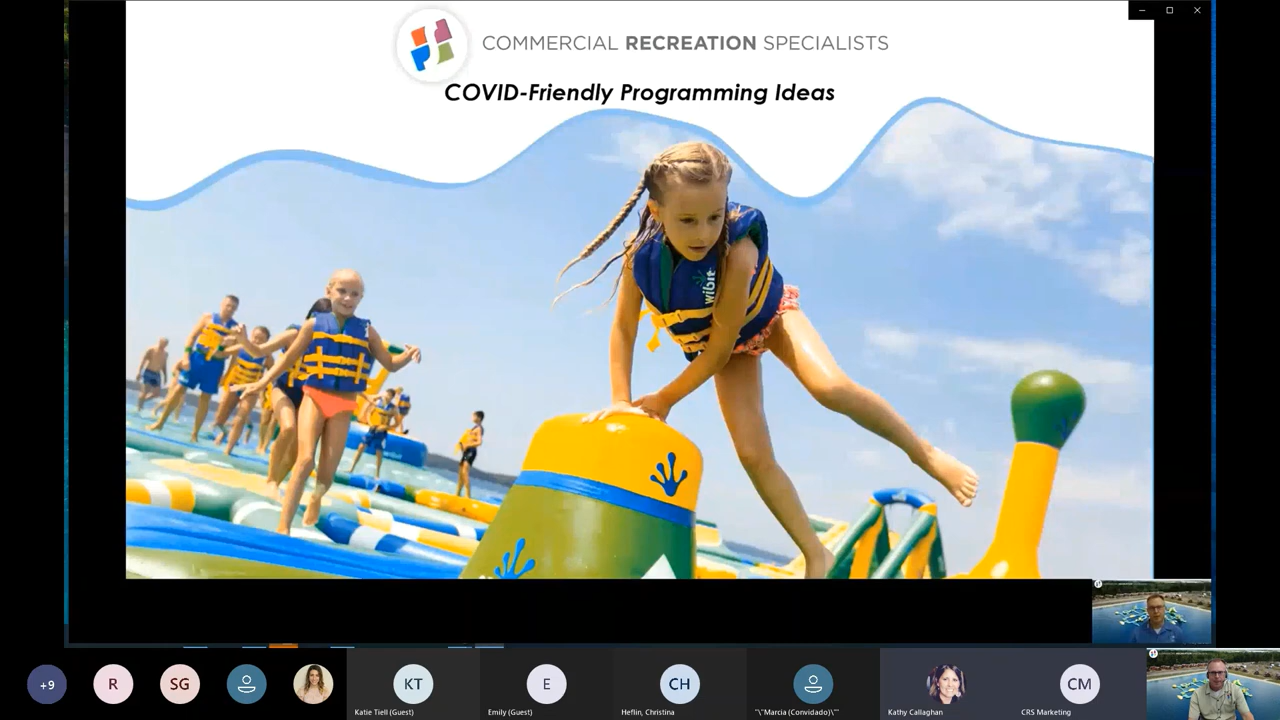 COMMERCIAL RECREATION SPECIALISTS
COVID-Friendly Programming Ideas
wibit
+9
R
SG
KT
E
CH
CM
Katie Tiell (Guest)
Emily (Guest)
Heflin, Christina
"\"Marcia (Convidado)\""
Kathy Callaghan
CRS Marketing